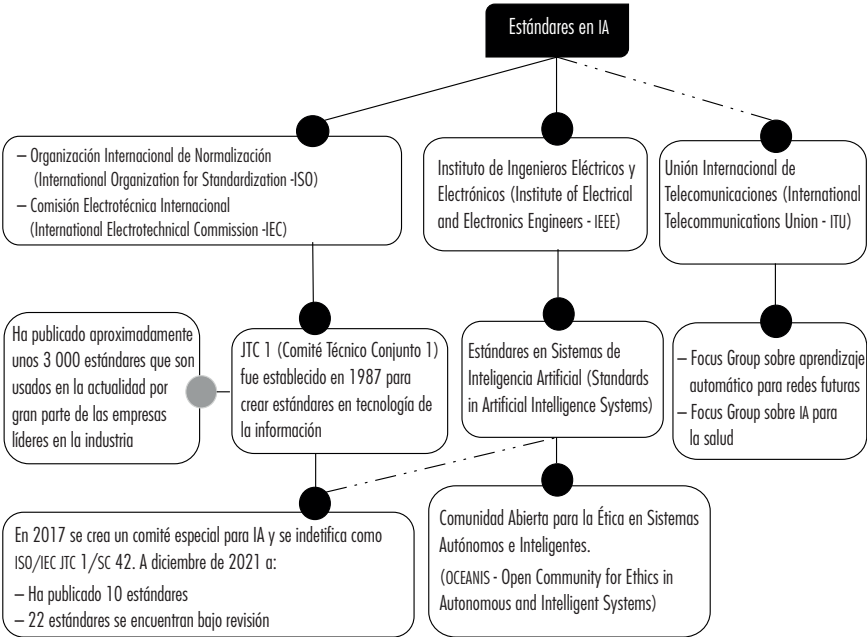 Estándares en IA
– Organización Internacional de Normalización
(International Organization for Standardization -ISO)
– Comisión Electrotécnica Internacional
(International Electrotechnical Commission -IEC)
Instituto de Ingenieros Eléctricos y
Electrónicos (Institute of Electrical
and Electronics Engineers - IEEE)
Unión Internacional de
Telecomunicaciones (International
Telecommunications Union - ITU)
Ha publicado aproximadamente
unos 3 000 estándares que son
usados en la actualidad por
gran parte de las empresas
líderes en la industria
JTC 1 (Comité Técnico Conjunto 1)
fue establecido en 1987 para
crear estándares en tecnología de
la información
Estándares en Sistemas de
Inteligencia Artificial (Standards
in Artificial Intelligence Systems)
– Focus Group sobre aprendizaje
automático para redes futuras
– Focus Group sobre IA para
la salud
En 2017 se crea un comité especial para IA y se indetifica como
ISO/IEC JTC 1/SC 42. A diciembre de 2021 a:
– Ha publicado 10 estándares
– 22 estándares se encuentran bajo revisión
Comunidad Abierta para la Ética en Sistemas
Autónomos e Inteligentes.
(OCEANIS - Open Community for Ethics in
Autonomous and Intelligent Systems)